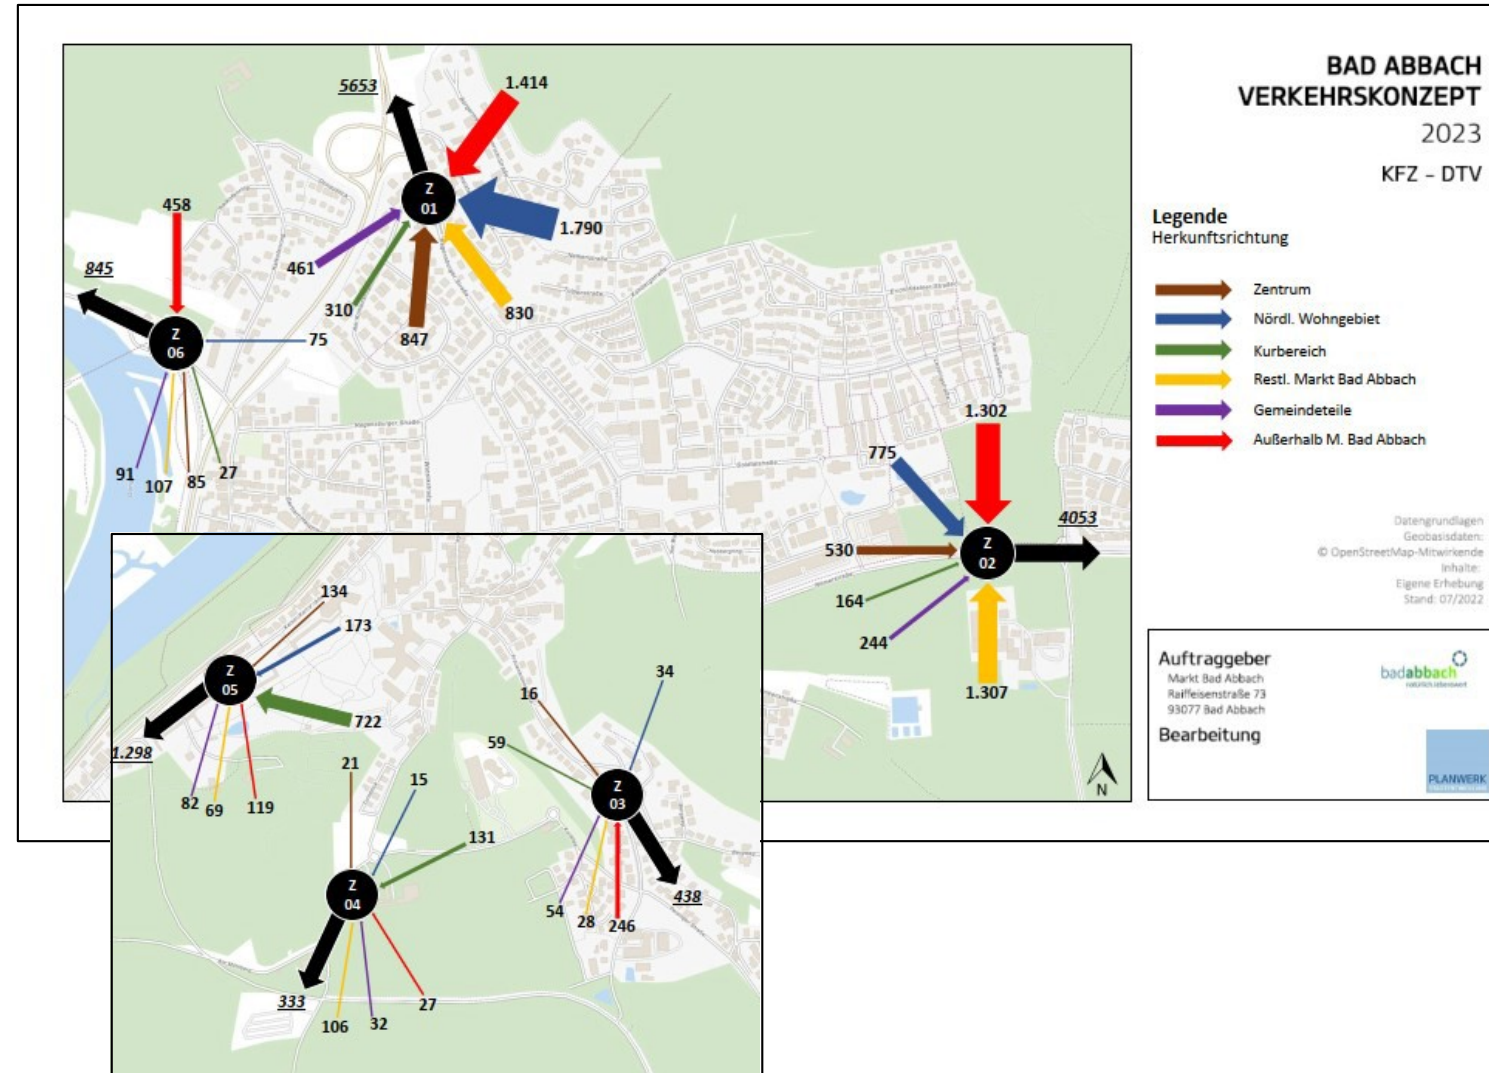 BAD ABBACH
VERKEHRSKONZEPT
2023
KFZ – DTV
Legende
Herkunftsrichtung
Zentrum
Nördl. Wohngebiet
Kurbereich
Restl. Markt Bad Abbach
Gemeindeteile
Außerhalb M. Bad Abbach
Datengrundlagen
Geobasisdaten:
© OpenStreetMap-Mitwirkende
Inhalte:
Eigene Erhebung
Stand: 07/2022
Auftraggeber
Markt Bad Abbach
Raiffeisenstraße 73
93077 Bad Abbach
badabbach
natürlich lebenswert
Bearbeitung
PLANWERK
5653
1.414
Z
01
1.790
461
310
847
830
458
845
Z
06
75
91
107
85
27
1.302
775
4053
530
Z
02
164
244
1.307
134
173
Z
05
722
1.298
82
69
119
21
15
131
Z
04
333
106
32
27
16
34
59
Z
03
54
28
246
438
N